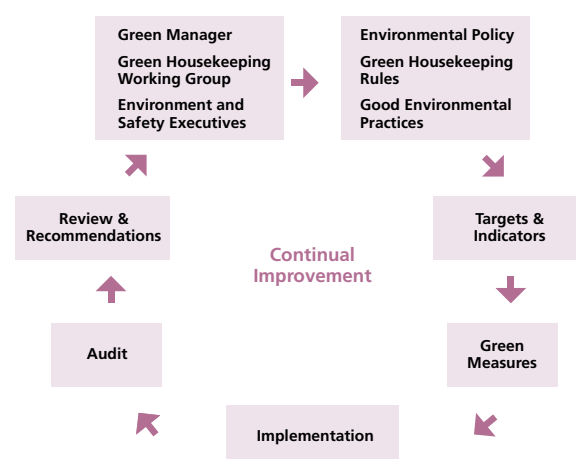 Green Manager
Green Housekeeping
Working Group
Environment and
Safety Executives
Environmental Policy
Green Housekeeping
Rules
Good Environmental
Practices
Review &
Recommendations
Targets &
Indicators
Continual
Improvement
Audit
Green
Measures
Implementation